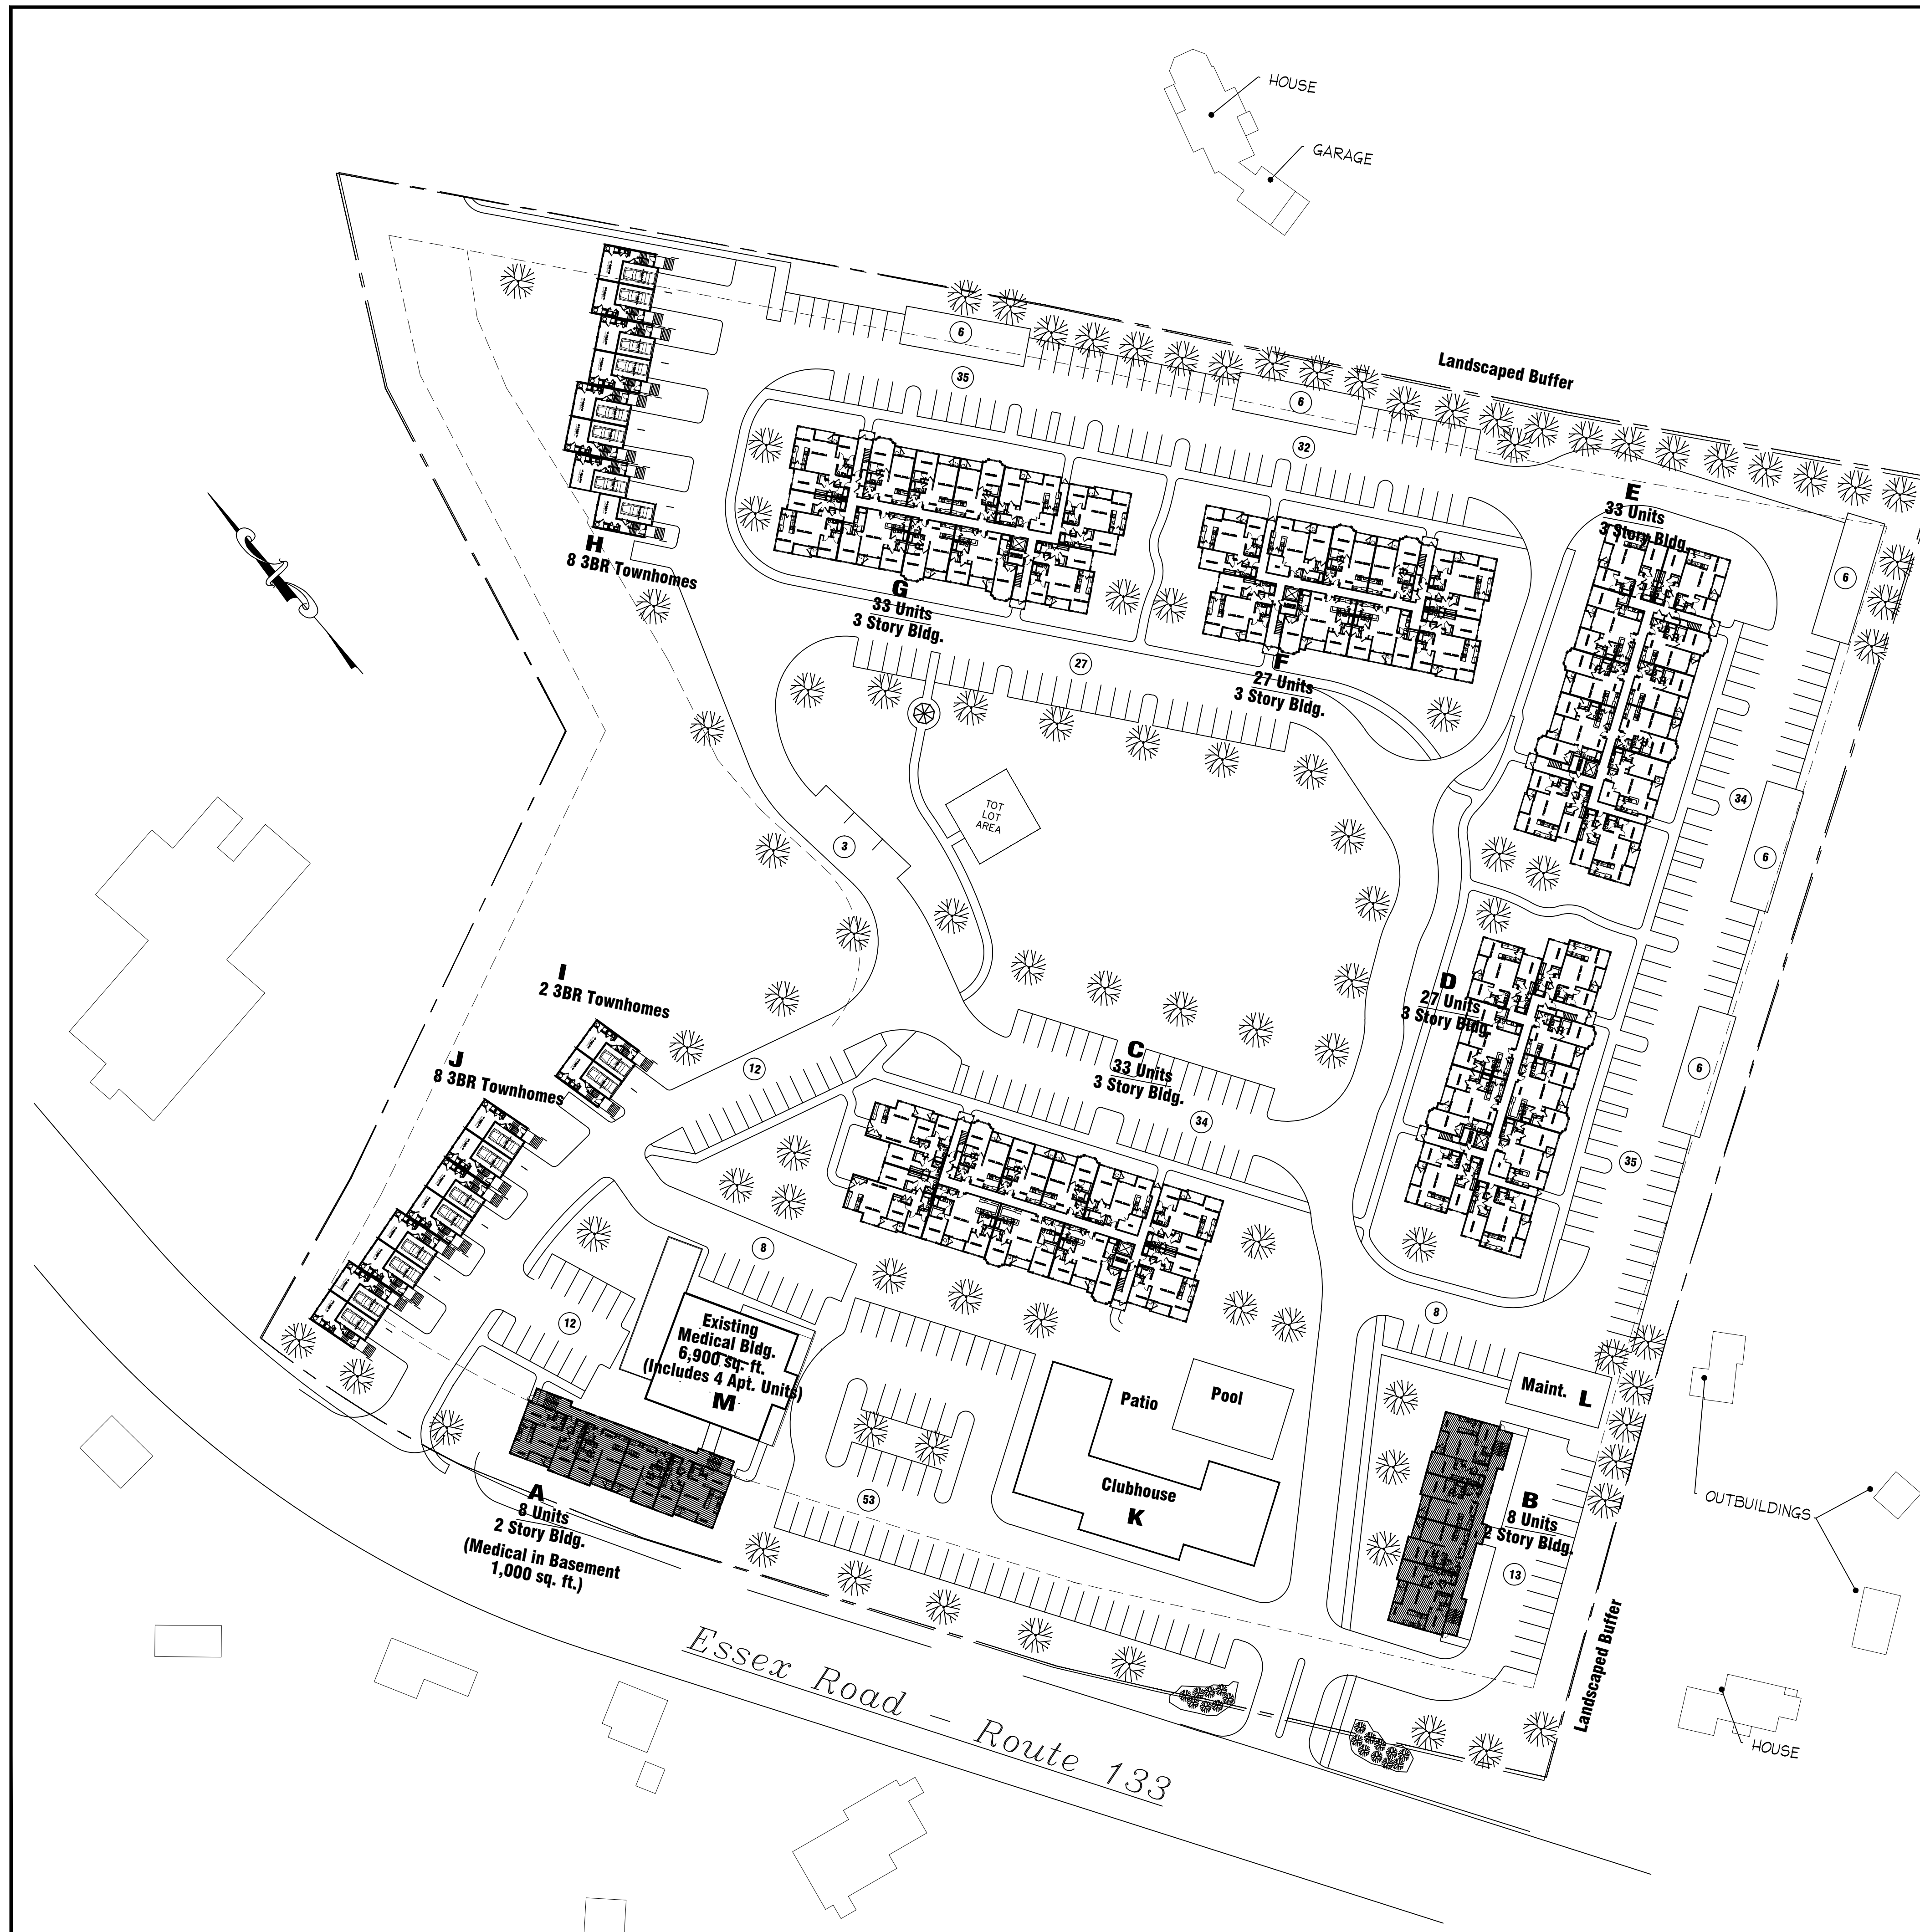 HOUSE
GARAGE
Landscaped Buffer
6
35
6
32
E
33 Units
3 Story Bldg.
H
8 3BR Townhomes
G
33 Units
3 Story Bldg.
6
27
F
27 Units
3 Story Bldg.
TOT
LOT
AREA
3
34
6
I
2 3BR Townhomes
D
27 Units
3 Story Bldg.
J
8 3BR Townhomes
12
C
33 Units
3 Story Bldg.
6
34
35
8
12
Existing
Medical Bldg.
6,900 sq. ft.
(Includes 4 Apt. Units)
M
8
Patio
Pool
Maint. L
Clubhouse
K
53
A
8 Units
2 Story Bldg.
(Medical in Basement
1,000 sq. ft.)
B
8 Units
2 Story Bldg.
13
OUTBUILDINGS
Landscaped Buffer
Essex Road - Route 133
HOUSE